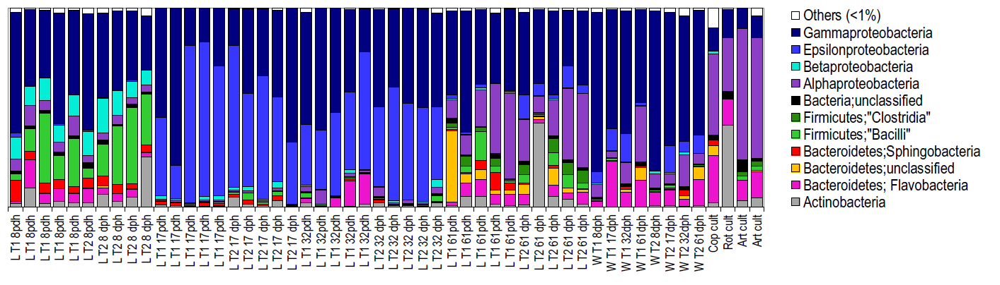 Others (<1%)
Gammaproteobacteria
Epsilonproteobacteria
Betaproteobacteria
Alphaproteobacteria
Bacteria;unclassified
Firmicutes;"Clostridia"
Firmicutes;"Bacilli"
Bacteroidetes;Sphingobacteria
Bacteroidetes;unclassified
Bacteroidetes; Flavobacteria
Actinobacteria
L T1 8pdh
L T1 8pdh
L T1 8pdh
L T1 8pdh
L T1 8pdh
L T2 8pdh
L T2 8 dph
L T2 8 dph
L T2 8 dph
L T2 8 dph
L T1 17pdh
L T1 17pdh
L T1 17pdh
L T1 17pdh
L T1 17pdh
L T2 17 dph
L T2 17 dph
L T2 17 dph
L T2 17 dph
L T2 17 dph
L T1 32pdh
L T1 32pdh
L T1 32pdh
L T1 32pdh
L T1 32pdh
L T2 32 dph
L T2 32 dph
L T2 32 dph
L T2 32 dph
L T2 32 dph
L T1 61pdh
L T1 61pdh
L T1 61pdh
L T1 61pdh
L T1 61pdh
L T2 61 dph
L T2 61 dph
L T2 61 dph
L T2 61 dph
L T2 61 dph
W T1 8dph
W T1 17dph
W T1 32dph
W T1 61dph
W T2 8pdh
W T2 17dph
W T2 32dph
W T2 61dph
Cop cult
Rot cult
Art cult
Art cult